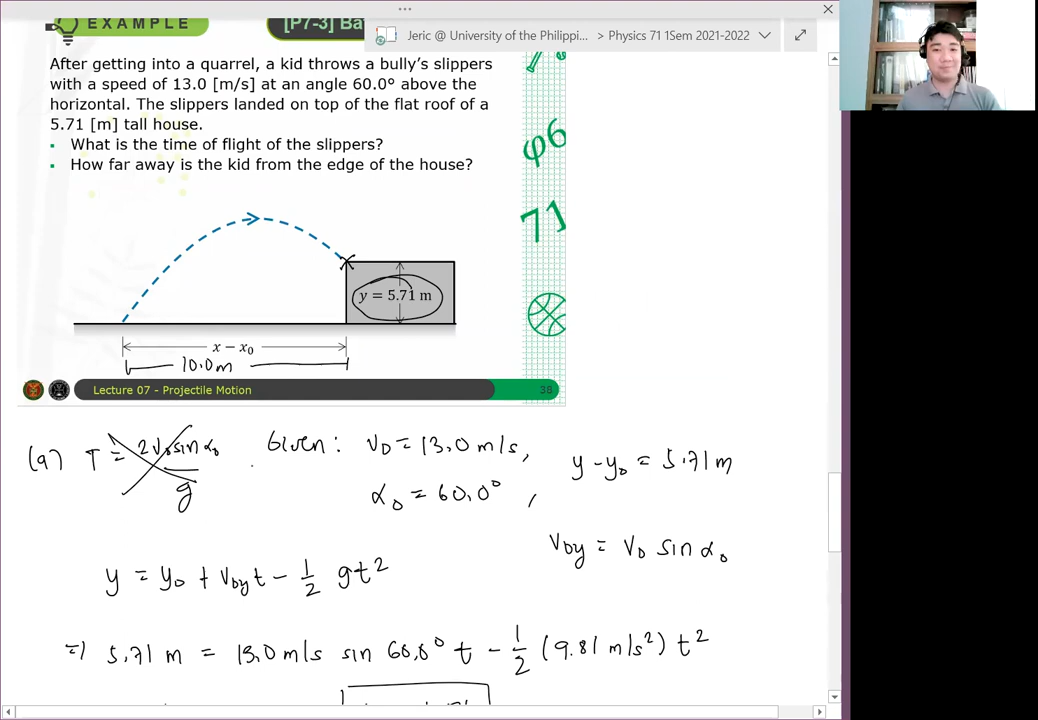 EXAMPLE
[P7-3] Ba
Jeric @ University of the Philippi... > Physics 71 1Sem 2021-2022
After getting into a quarrel, a kid throws a bully's slippers
with a speed of 13.0 [m/s] at an angle 60.0° above the
horizontal. The slippers landed on top of the flat roof of a
5.71 [m] tall house.
▪ What is the time of flight of the slippers?
▪ How far away is the kid from the edge of the house?
φ6
71
y = 5.71 m
x − x₀
10.0m
Lecture 07 - Projectile Motion
38
(a) T = 2v₀ sin α₀ / g
Given: v₀ = 13.0 m/s,
y - y₀ = 5.71 m
α₀ = 60.0° ,
v₀y = v₀ sin α₀
y = y₀ + v₀y t - 1/2 gt²
=) 5.71 m = 13.0 m/s sin 60.0° t - 1/2 (9.81 m/s²) t²